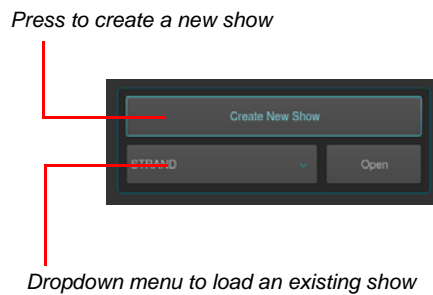 Press to create a new show
Create New Show
STRAND Open
Dropdown menu to load an existing show